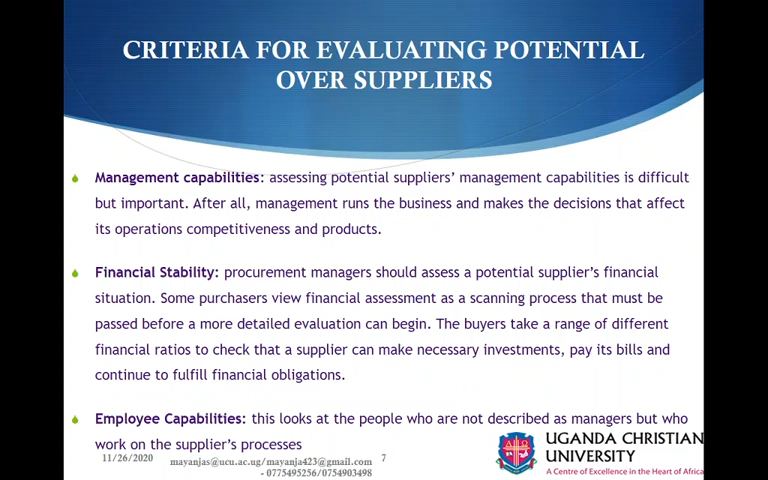 CRITERIA FOR EVALUATING POTENTIAL
OVER SUPPLIERS
Management capabilities: assessing potential suppliers' management capabilities is difficult
but important. After all, management runs the business and makes the decisions that affect
its operations competitiveness and products.
Financial Stability: procurement managers should assess a potential supplier's financial
situation. Some purchasers view financial assessment as a scanning process that must be
passed before a more detailed evaluation can begin. The buyers take a range of different
financial ratios to check that a supplier can make necessary investments, pay its bills and
continue to fulfill financial obligations.
Employee Capabilities: this looks at the people who are not described as managers but who
work on the supplier's processes
11/26/2020
mayanjas@ucu.ac.ug/mayanja423@gmail.com
- 0775495256/0754903498
7
UGANDA CHRISTIAN
UNIVERSITY
A Centre of Excellence in the Heart of Africa